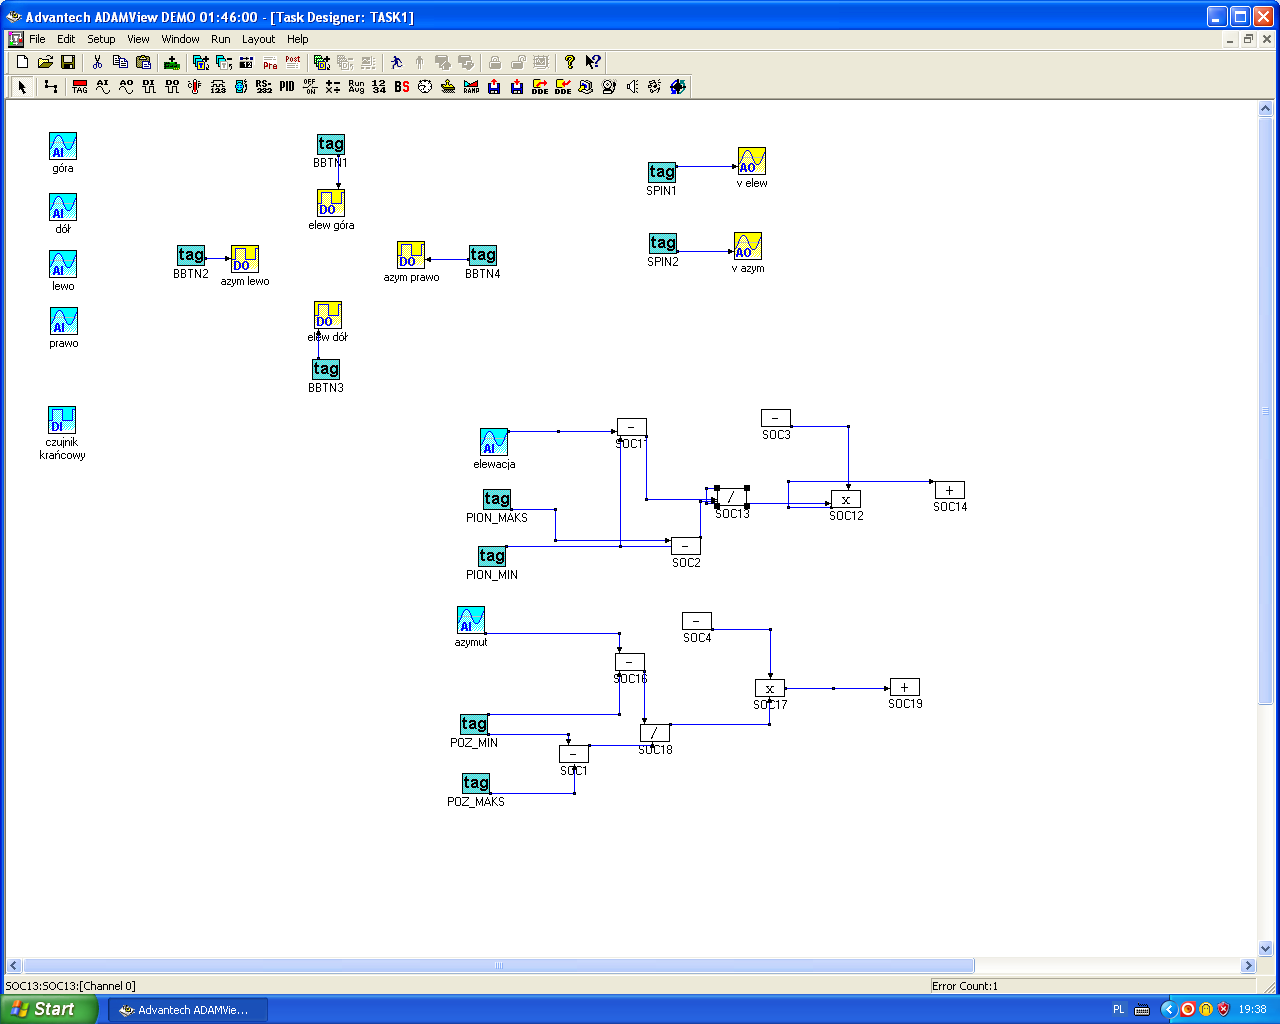 Advantech ADAMView DEMO 01:46:00 - [Task Designer: TASK1]
File Edit Setup View Window Run Layout Help
Pre Post
TAG AI AO DI DO RS-232 PID OFF ON Run Avg 12 34 BS RAMP DDE DDE
AI
góra
AI
dół
AI
lewo
AI
prawo
DI
czujnik
krańcowy
tag
BBTN1
DO
elew góra
tag
BBTN2
DO
azym lewo
DO
azym prawo
tag
BBTN4
DO
elew dół
tag
BBTN3
tag
SPIN1
AO
v elew
tag
SPIN2
AO
v azym
AI
elewacja
-
SOC11
-
SOC3
tag
PION_MAKS
/
SOC13
x
SOC12
+
SOC14
tag
PION_MIN
-
SOC2
AI
azymut
-
SOC4
-
SOC16
x
SOC17
+
SOC19
tag
POZ_MIN
/
SOC18
-
SOC1
tag
POZ_MAKS
SOC13:SOC13:[Channel 0]
Error Count:1
Start
Advantech ADAMVie...
PL
19:38